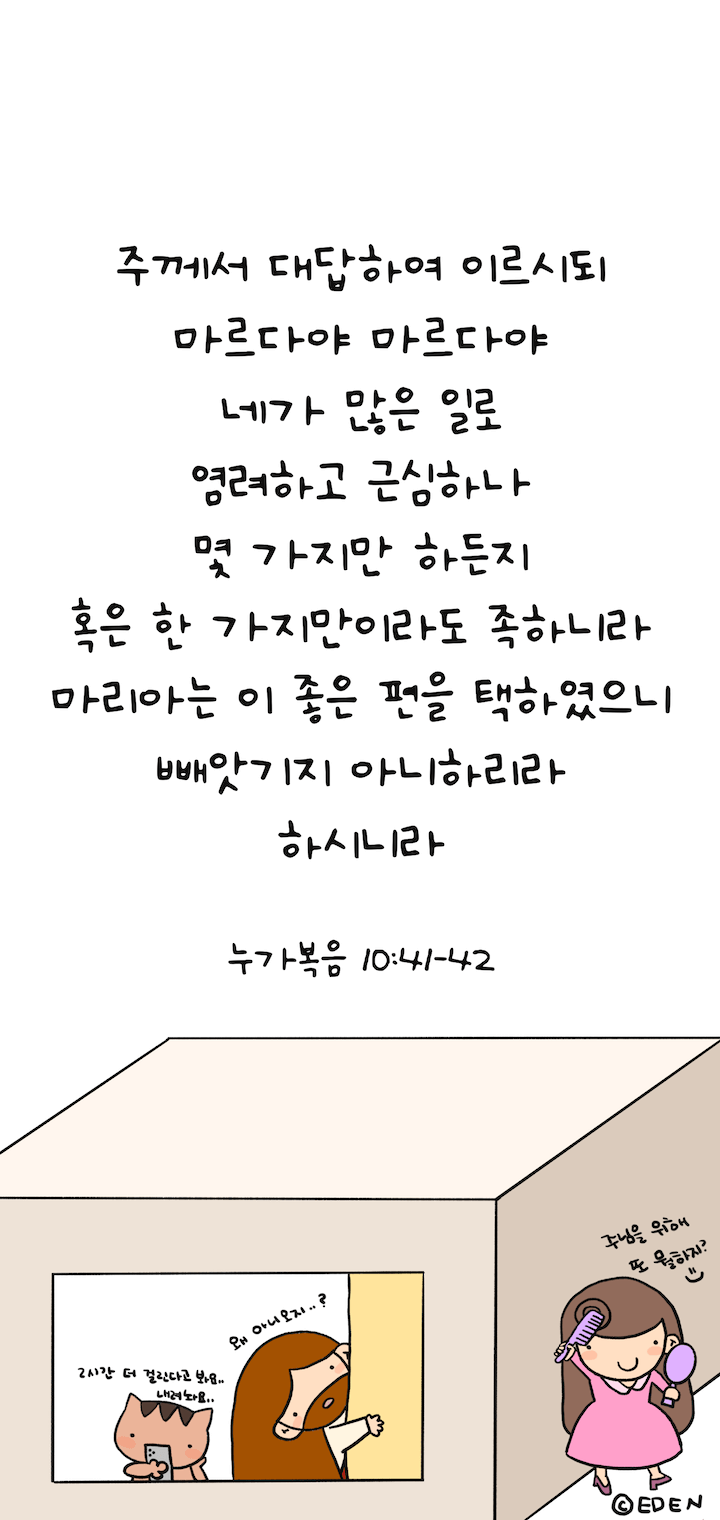 주께서 대답하여 이르시되
마르다야 마르다야
네가 많은 일로
염려하고 근심하나
몇 가지만 하든지
혹은 한 가지만이라도 족하니라
마리아는 이 좋은 편을 택하였으니
빼앗기지 아니하리라
하시니라
누가복음 10:41-42
주님을 위해
또 뭘하지?
왜 아니오지..?
2시간 더 걸린다고 봐요..
내려놔요..
©EDEN